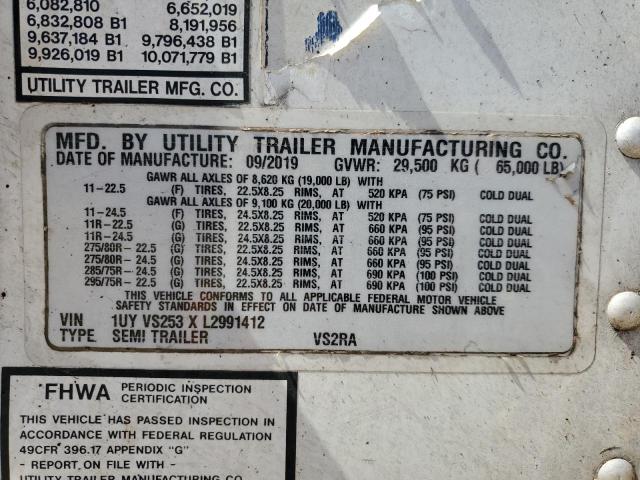 6,082,810 6,652,019
6,832,808 B1 8,191,956
9,637,184 B1 9,796,438 B1
9,926,019 B1 10,071,779 B1
UTILITY TRAILER MFG. CO.
MFD. BY UTILITY TRAILER MANUFACTURING CO.
DATE OF MANUFACTURE: 09/2019 GVWR: 29,500 KG ( 65,000 LB)
GAWR ALL AXLES OF 8,620 KG (19,000 LB) WITH
11-22.5 (F) TIRES, 22.5X8.25 RIMS, AT 520 KPA (75 PSI) COLD DUAL
GAWR ALL AXLES OF 9,100 KG (20,000 LB) WITH
11-24.5 (F) TIRES, 24.5X8.25 RIMS, AT 520 KPA (75 PSI) COLD DUAL
11R-22.5 (G) TIRES, 22.5X8.25 RIMS, AT 660 KPA (95 PSI) COLD DUAL
11R-24.5 (G) TIRES, 24.5X8.25 RIMS, AT 660 KPA (95 PSI) COLD DUAL
275/80R-22.5 (G) TIRES, 22.5X8.25 RIMS, AT 660 KPA (95 PSI) COLD DUAL
275/80R-24.5 (G) TIRES, 24.5X8.25 RIMS, AT 660 KPA (95 PSI) COLD DUAL
285/75R-24.5 (G) TIRES, 24.5X8.25 RIMS, AT 690 KPA (100 PSI) COLD DUAL
295/75R-22.5 (G) TIRES, 22.5X8.25 RIMS, AT 690 KPA (100 PSI) COLD DUAL
THIS VEHICLE CONFORMS TO ALL APPLICABLE FEDERAL MOTOR VEHICLE
SAFETY STANDARDS IN EFFECT ON DATE OF MANUFACTURE SHOWN ABOVE
VIN 1UY VS253 X L2991412
TYPE SEMI TRAILER VS2RA
FHWA PERIODIC INSPECTION
CERTIFICATION
THIS VEHICLE HAS PASSED INSPECTION IN
ACCORDANCE WITH FEDERAL REGULATION
49CFR 396.17 APPENDIX "G"
- REPORT ON FILE WITH -
UTILITY TRAILER MANUFACTURING CO